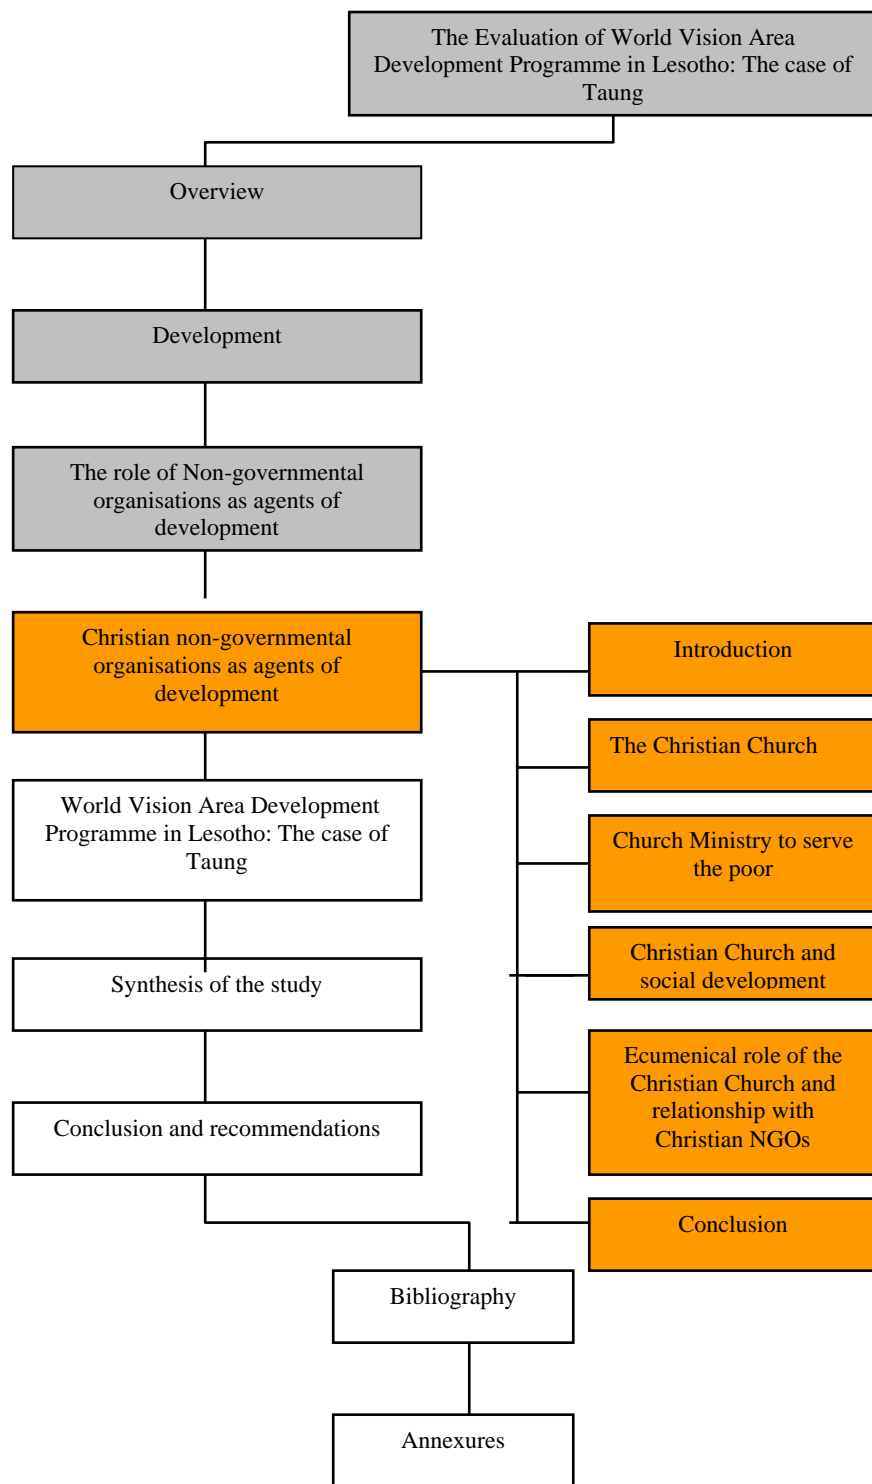 The Evaluation of World Vision Area
Development Programme in Lesotho: The case of
Taung
Overview
Development
The role of Non-governmental
organisations as agents of
development
Christian non-governmental
organisations as agents of
development
World Vision Area Development
Programme in Lesotho: The case of
Taung
Synthesis of the study
Conclusion and recommendations
Bibliography
Annexures
Introduction
The Christian Church
Church Ministry to serve
the poor
Christian Church and
social development
Ecumenical role of the
Christian Church and
relationship with
Christian NGOs
Conclusion